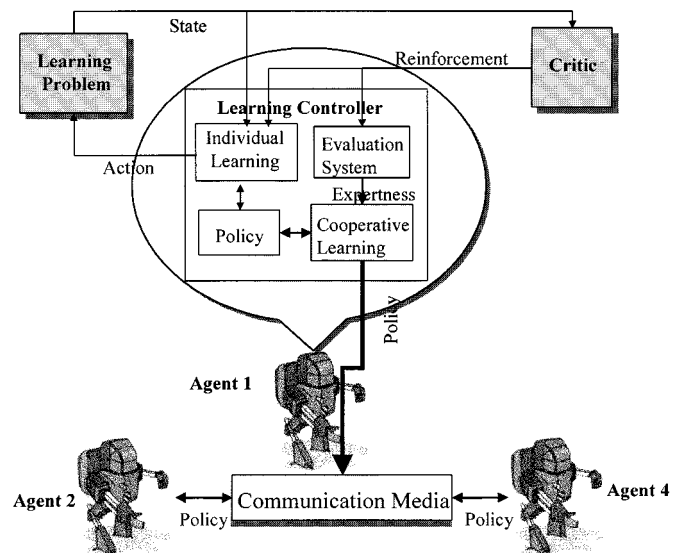 State
Learning
Problem
Reinforcement
Critic
Learning Controller
Individual
Learning
Evaluation
System
Action
Expertness
Policy
Cooperative
Learning
Policy
Agent 1
Agent 2
Policy
Communication Media
Policy
Agent 4